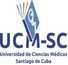 UCM-SC
Universidad de Ciencias Médicas
Santiago de Cuba